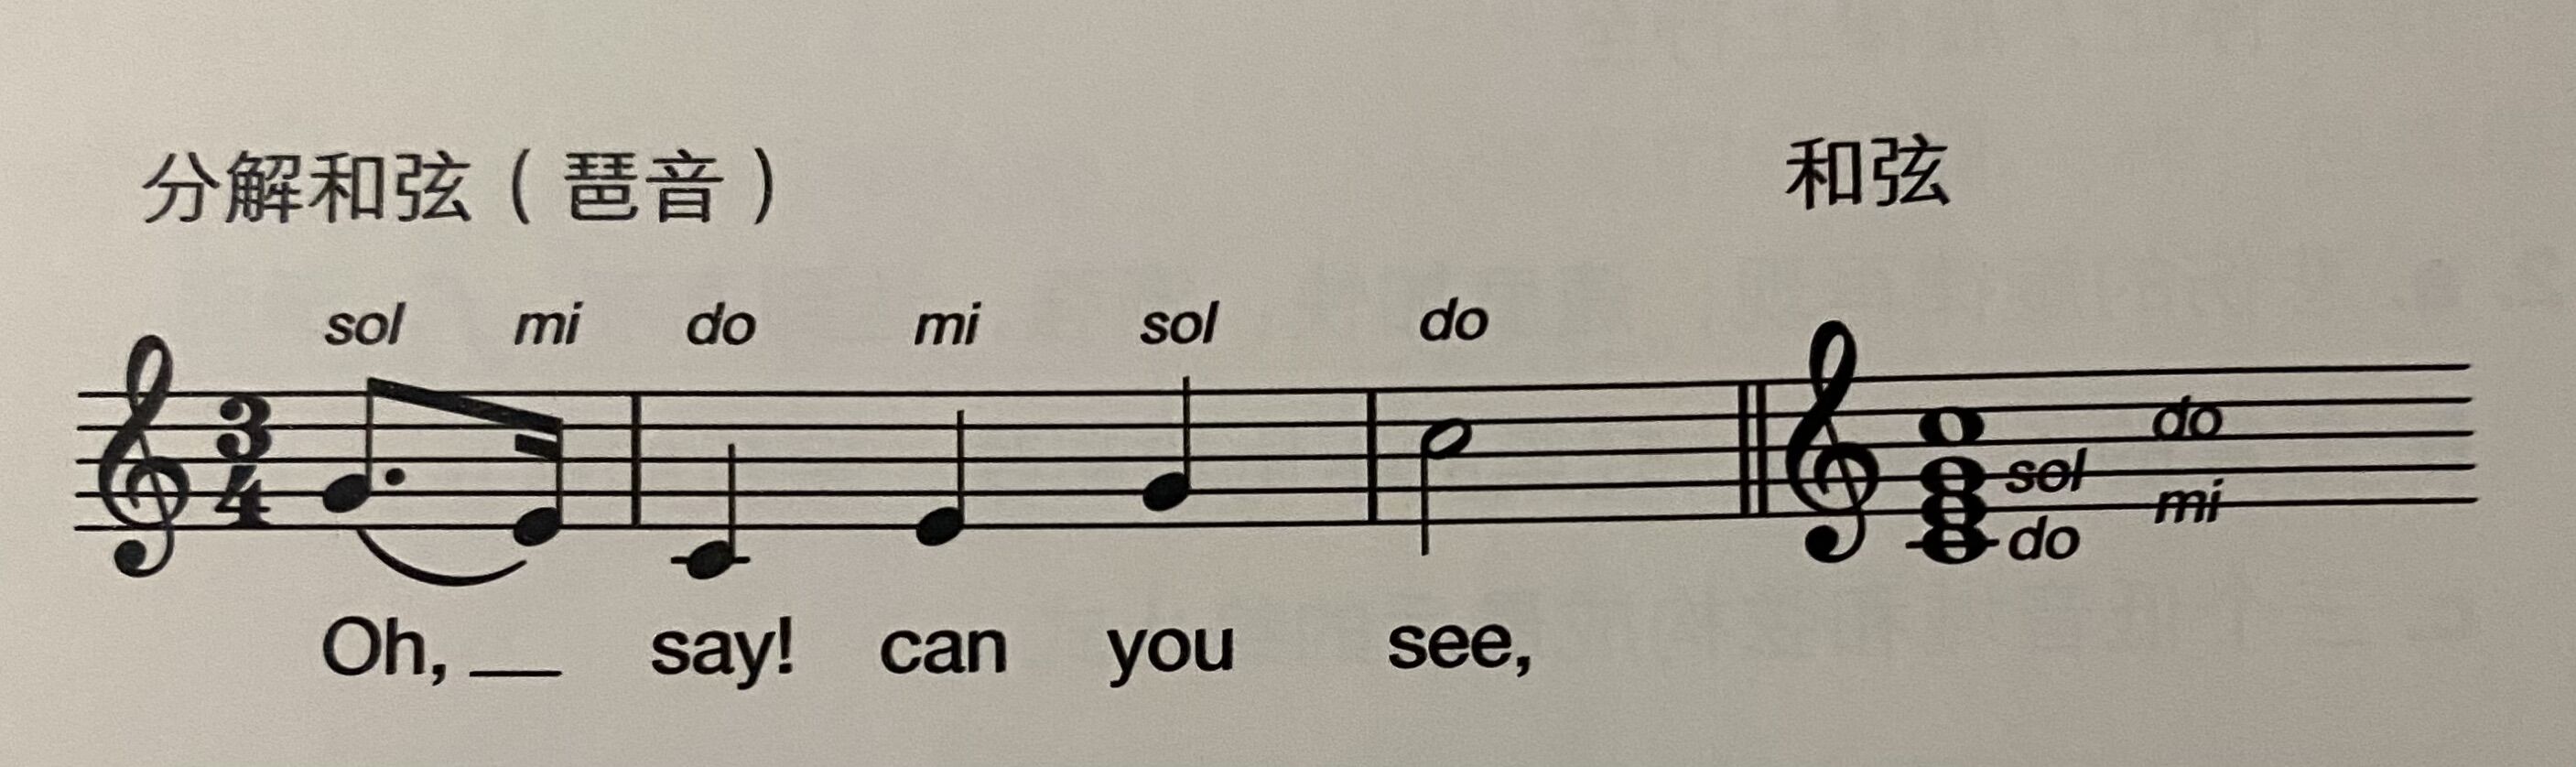 分解和弦（琶音） 和弦
sol mi do mi sol do
3
4
do
sol
mi
do
Oh, __ say! can you see,